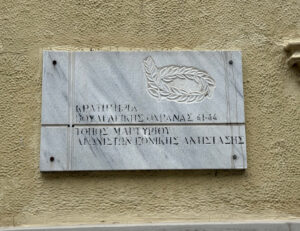 ΚΡΑΤΗΤΗΡΙΑ
ΒΟΥΛΓΑΡΙΚΗΣ ΟΧΡΑΝΑΣ 41-44
ΤΟΠΟΣ ΜΑΡΤΥΡΙΟΥ
ΑΓΩΝΙΣΤΩΝ ΕΘΝΙΚΗΣ ΑΝΤΙΣΤΑΣΗΣ